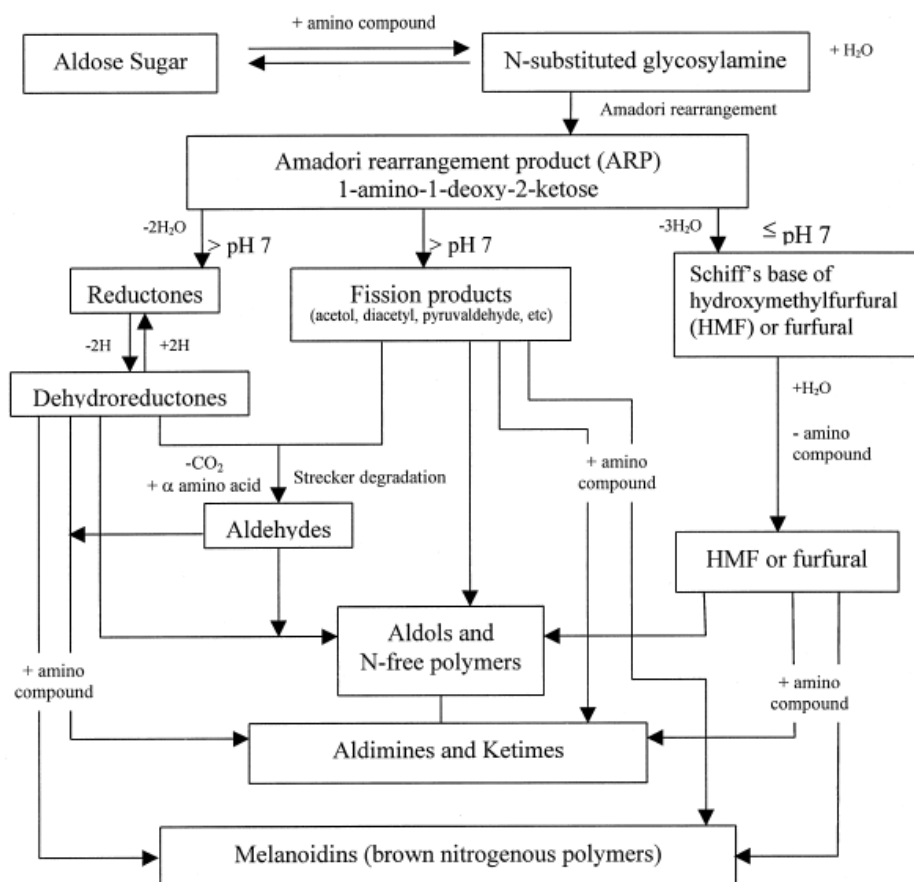 + amino compound
Aldose Sugar
N-substituted glycosylamine
+ H₂O
Amadori rearrangement
Amadori rearrangement product (ARP)
1-amino-1-deoxy-2-ketose
-2H₂O
> pH 7
> pH 7
-3H₂O
≤ pH 7
Reductones
Fission products
(acetol, diacetyl, pyruvaldehyde, etc)
Schiff's base of
hydroxymethylfurfural
(HMF) or furfural
-2H
+2H
Dehydroreductones
+H₂O
- amino
compound
-CO₂
+ α amino acid
Strecker degradation
+ amino
compound
Aldehydes
HMF or furfural
Aldols and
N-free polymers
+ amino
compound
+ amino
compound
Aldimines and Ketimes
Melanoidins (brown nitrogenous polymers)